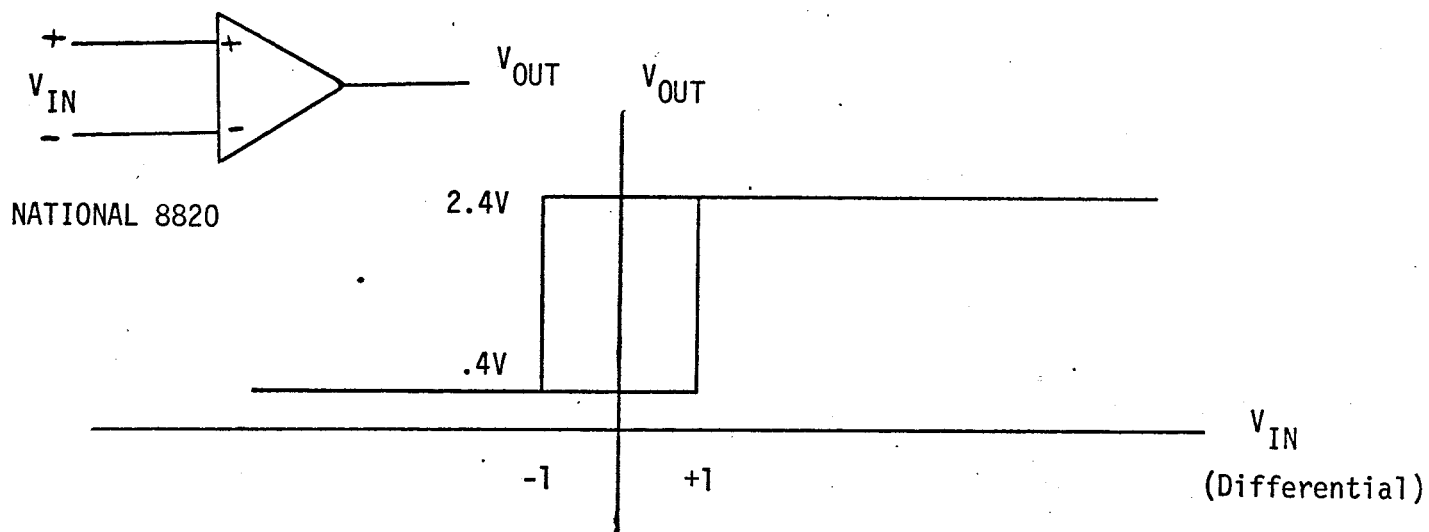 + +
V_IN
- -
V_OUT
NATIONAL 8820
V_OUT
2.4V
.4V
-1 +1
V_IN
(Differential)